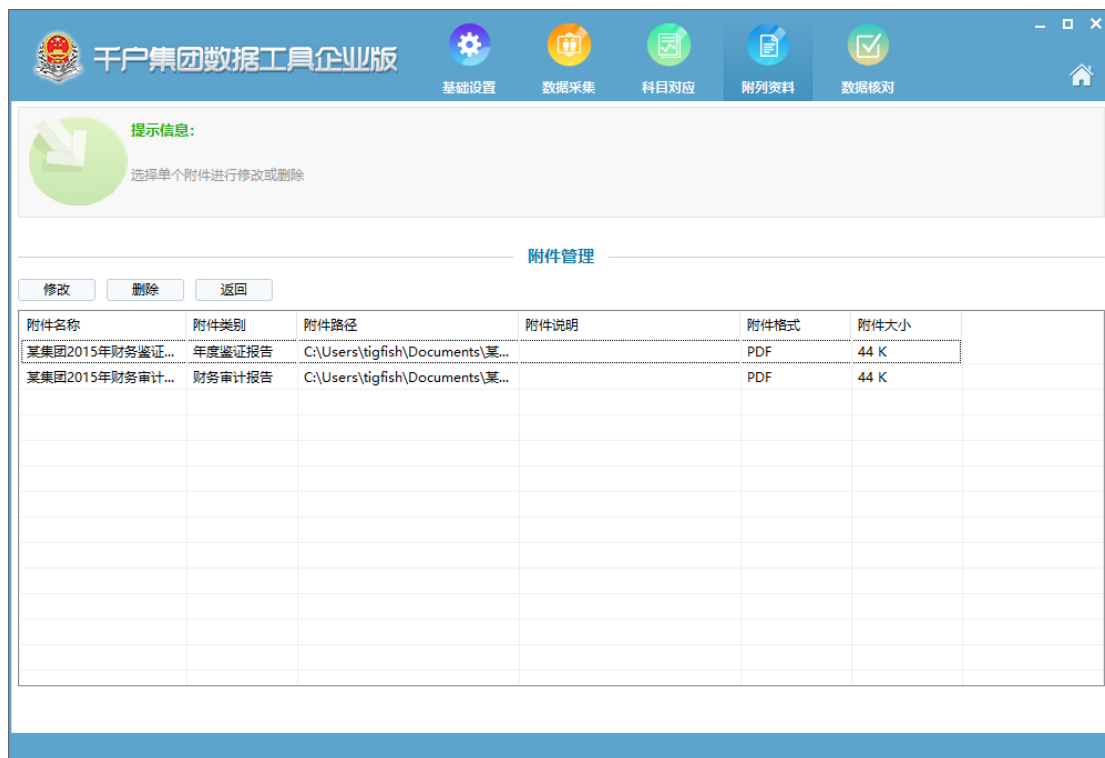 千户集团数据工具企业版
基础设置 数据采集 科目对应 附列资料 数据核对
提示信息:
选择单个附件进行修改或删除
附件管理
修改 删除 返回
附件名称 附件类别 附件路径 附件说明 附件格式 附件大小
某集团2015年财务鉴证... 年度鉴证报告 C:\Users\tigfish\Documents\某... PDF 44 K
某集团2015年财务审计... 财务审计报告 C:\Users\tigfish\Documents\某... PDF 44 K